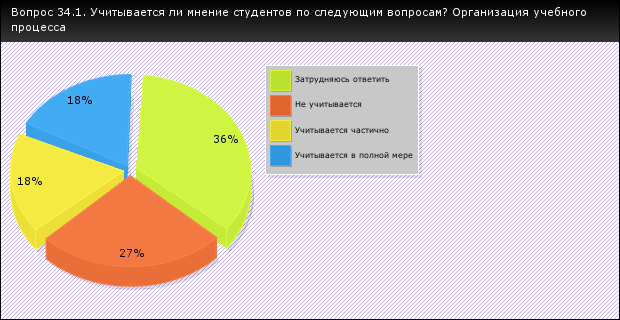 Вопрос 34.1. Учитывается ли мнение студентов по следующим вопросам? Организация учебного
процесса
18%
36%
18%
27%
Затрудняюсь ответить
Не учитывается
Учитывается частично
Учитывается в полной мере